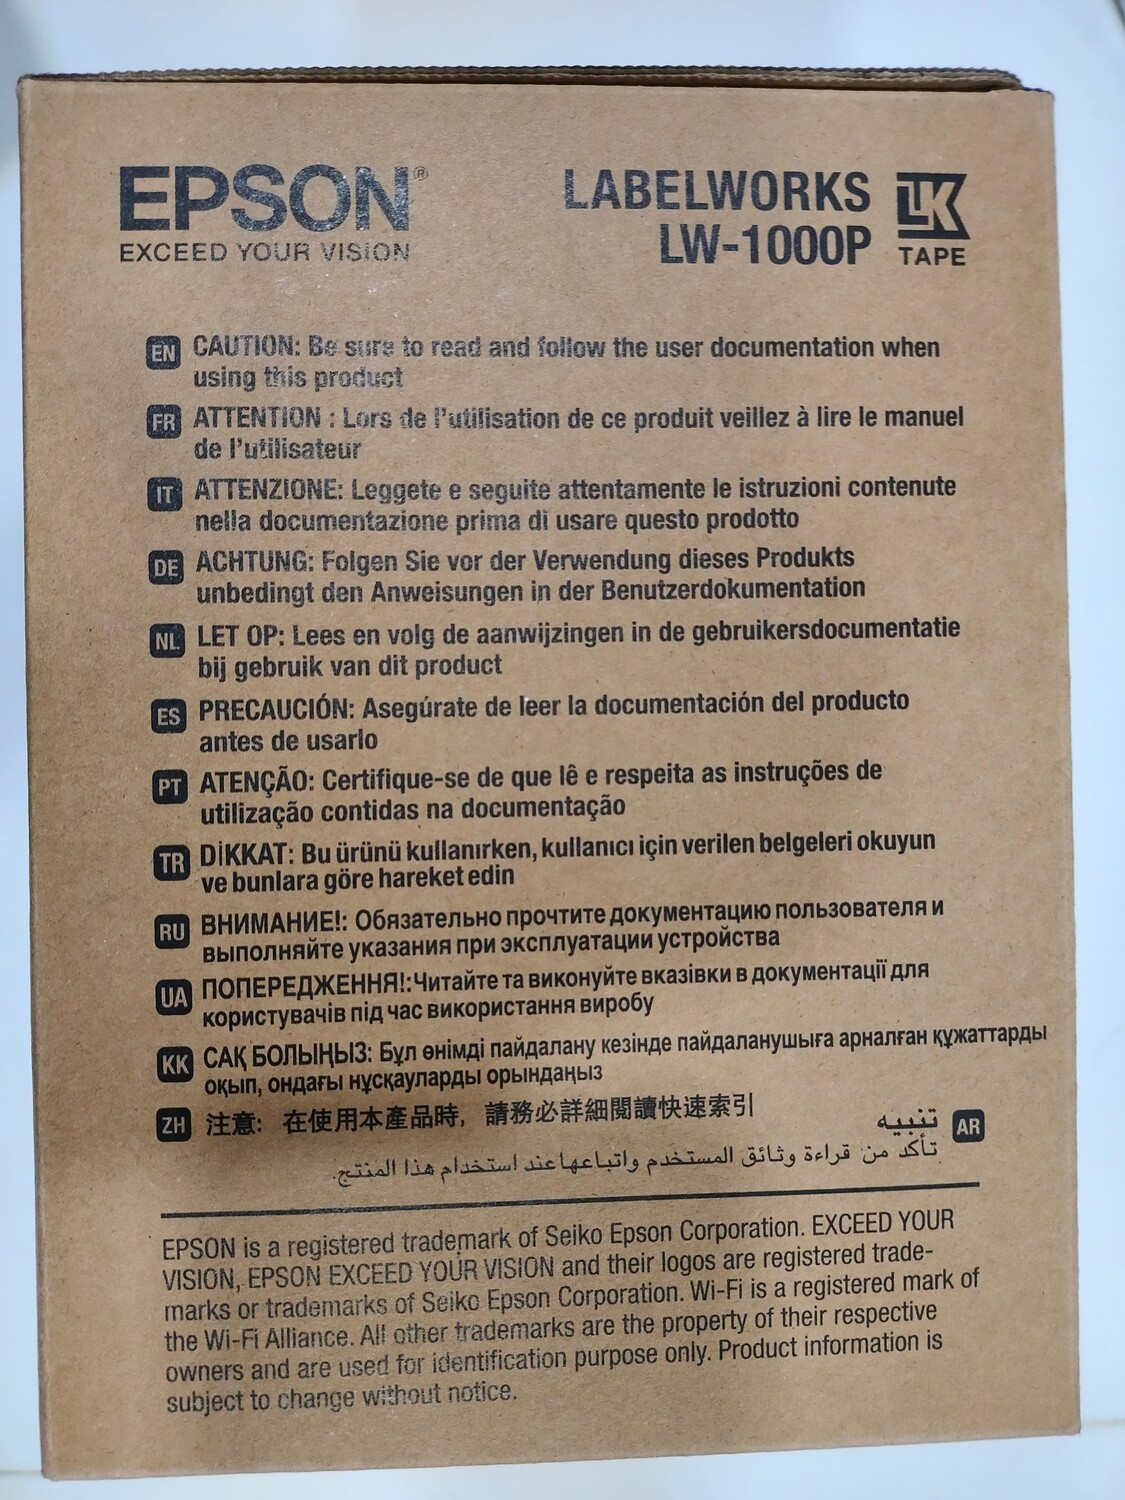 EPSON®
EXCEED YOUR VISION
LABELWORKS
LW-1000P
LK
TAPE
EN CAUTION: Be sure to read and follow the user documentation when
using this product
FR ATTENTION : Lors de l'utilisation de ce produit veillez à lire le manuel
de l'utilisateur
IT ATTENZIONE: Leggete e seguite attentamente le istruzioni contenute
nella documentazione prima di usare questo prodotto
DE ACHTUNG: Folgen Sie vor der Verwendung dieses Produkts
unbedingt den Anweisungen in der Benutzerdokumentation
NL LET OP: Lees en volg de aanwijzingen in de gebruikersdocumentatie
bij gebruik van dit product
ES PRECAUCIÓN: Asegúrate de leer la documentación del producto
antes de usarlo
PT ATENÇÃO: Certifique-se de que lê e respeita as instruções de
utilização contidas na documentação
TR DİKKAT: Bu ürünü kullanırken, kullanıcı için verilen belgeleri okuyun
ve bunlara göre hareket edin
RU ВНИМАНИЕ!: Обязательно прочтите документацию пользователя и
выполняйте указания при эксплуатации устройства
UA ПОПЕРЕДЖЕННЯ!:Читайте та виконуйте вказівки в документації для
користувачів під час використання виробу
KK САҚ БОЛЫҢЫЗ: Бұл өнімді пайдалану кезінде пайдаланушыға арналған құжаттарды
оқып, ондағы нұсқауларды орындаңыз
ZH 注意: 在使用本產品時, 請務必詳細閱讀快速索引
AR تنبيه
تأكد من قراءة وثائق المستخدم واتباعها عند استخدام هذا المنتج.
EPSON is a registered trademark of Seiko Epson Corporation. EXCEED YOUR
VISION, EPSON EXCEED YOUR VISION and their logos are registered trade-
marks or trademarks of Seiko Epson Corporation. Wi-Fi is a registered mark of
the Wi-Fi Alliance. All other trademarks are the property of their respective
owners and are used for identification purpose only. Product information is
subject to change without notice.